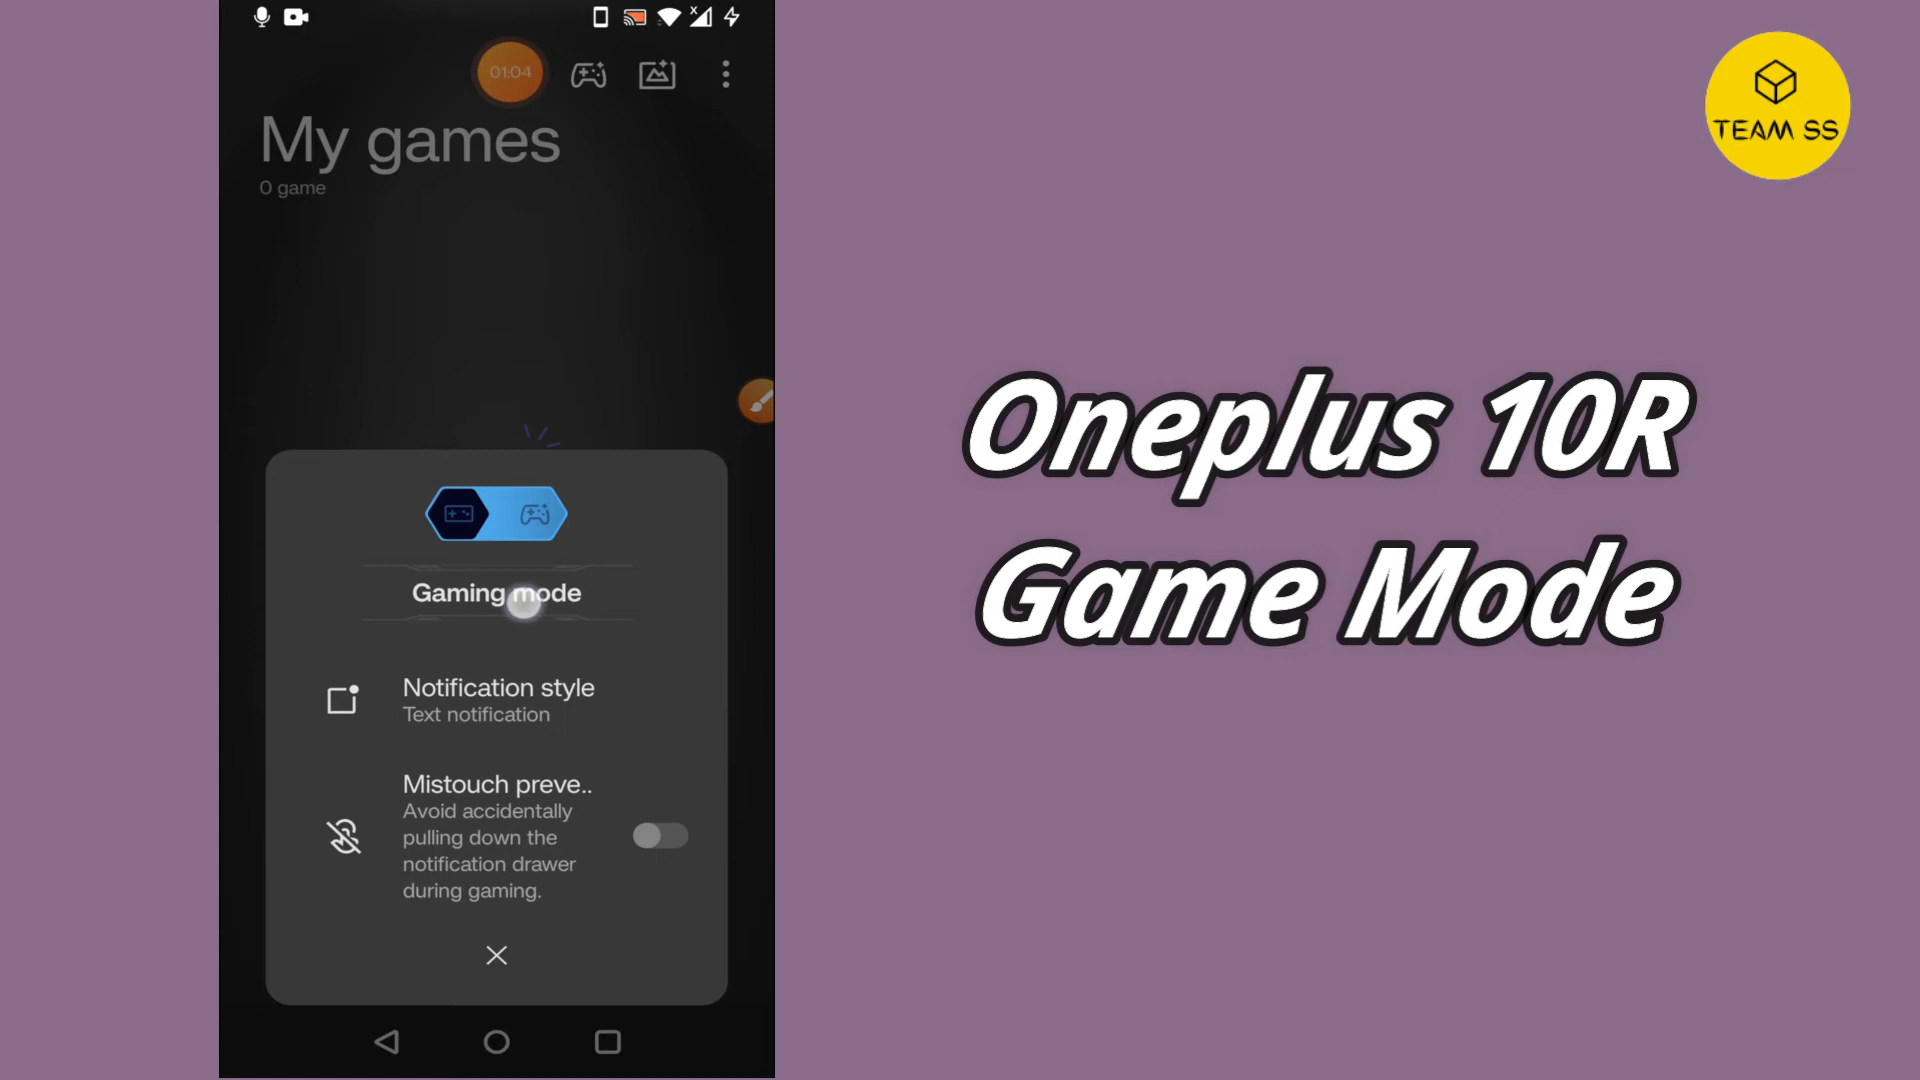 01:04
My games
0 game
Gaming mode
Notification style
Text notification
Mistouch preve..
Avoid accidentally
pulling down the
notification drawer
during gaming.
TEAM SS
Oneplus 10R
Game Mode